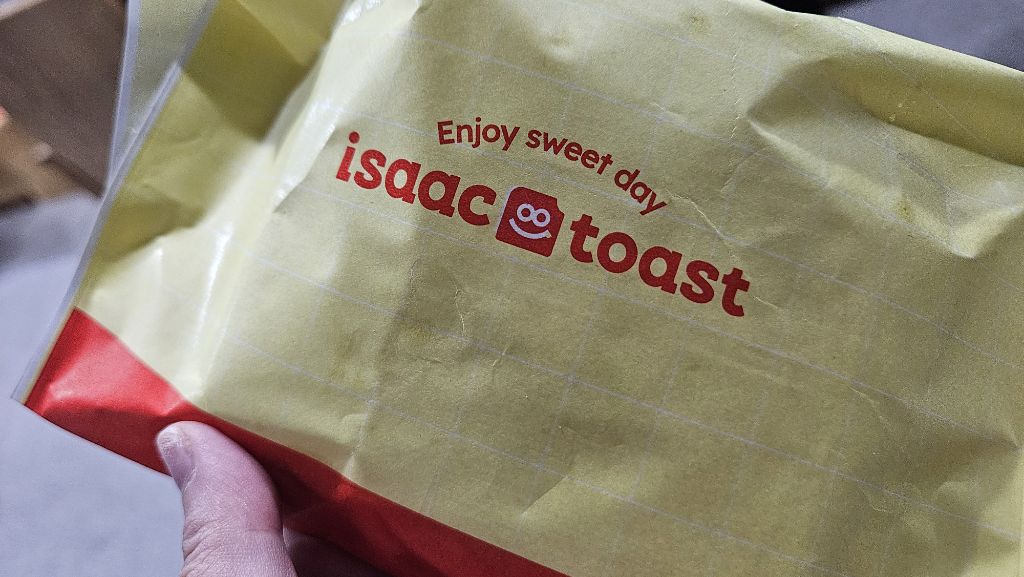 Enjoy sweet day
isaac toast